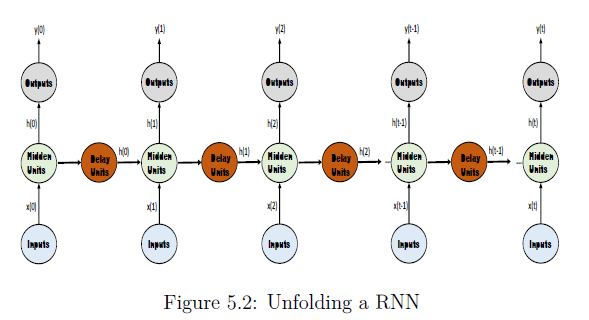 y(0) y(1) y(2) y(t-1) y(t)
Outputs Outputs Outputs Outputs Outputs
h(0) h(1) h(2) h(t-1) h(t)
h(0) h(1) h(2) h(t-1)
Hidden Delay Hidden Delay Hidden Delay Hidden Delay Hidden
Units Units Units Units Units Units Units Units Units
x(0) x(1) x(2) x(t-1) x(t)
Inputs Inputs Inputs Inputs Inputs
Figure 5.2: Unfolding a RNN